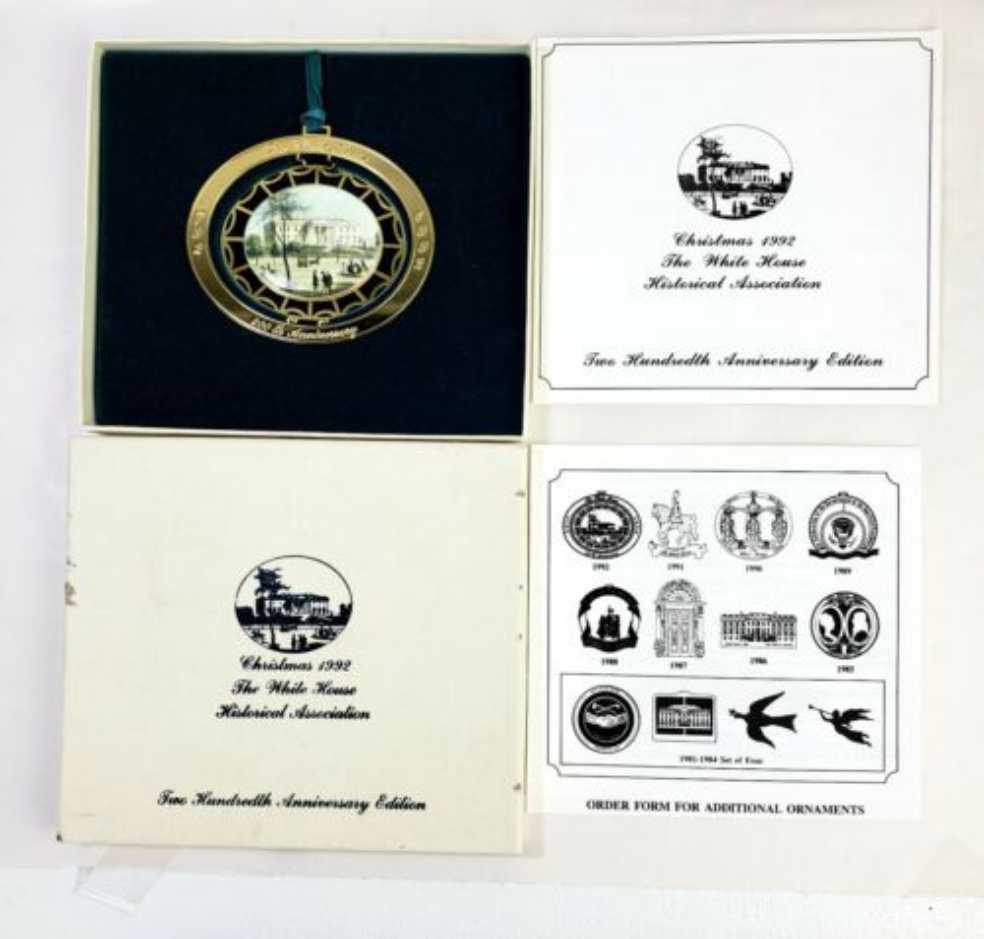 200 th Anniversary
Christmas 1992
The White House
Historical Association
Two Hundredth Anniversary Edition
Christmas 1992
The White House
Historical Association
Two Hundredth Anniversary Edition
1992 1991 1990 1989
1988 1987 1986 1985
1981-1984 Set of Four
ORDER FORM FOR ADDITIONAL ORNAMENTS